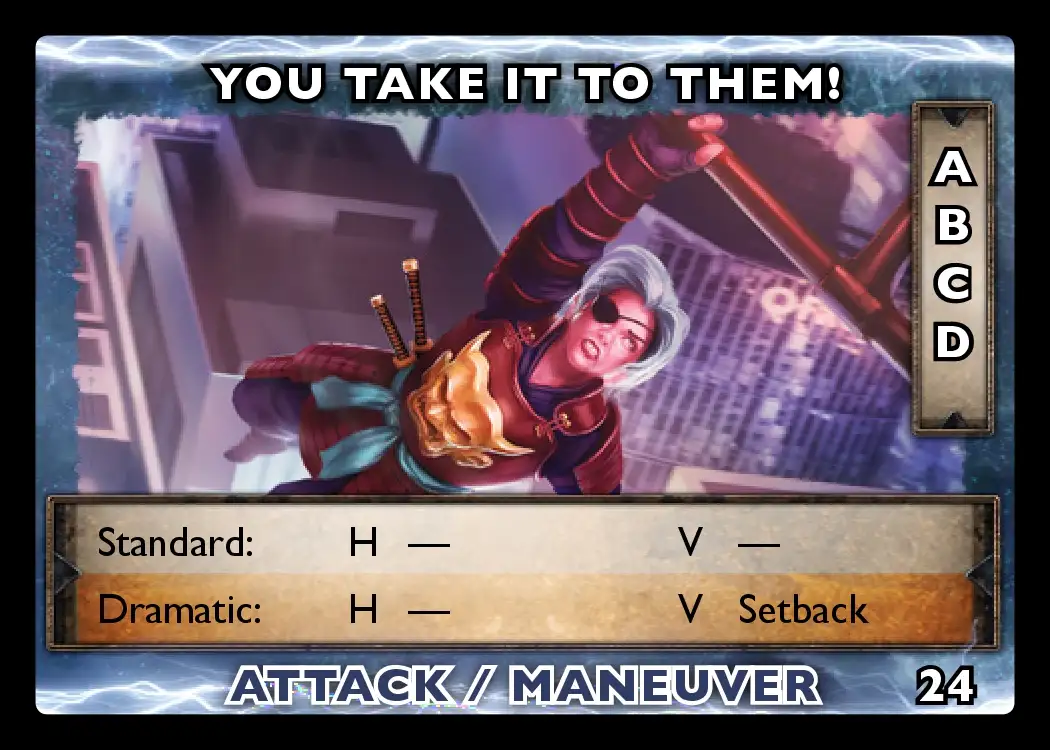 YOU TAKE IT TO THEM!
A
B
C
D
Standard: H — V —
Dramatic: H — V Setback
ATTACK / MANEUVER
24